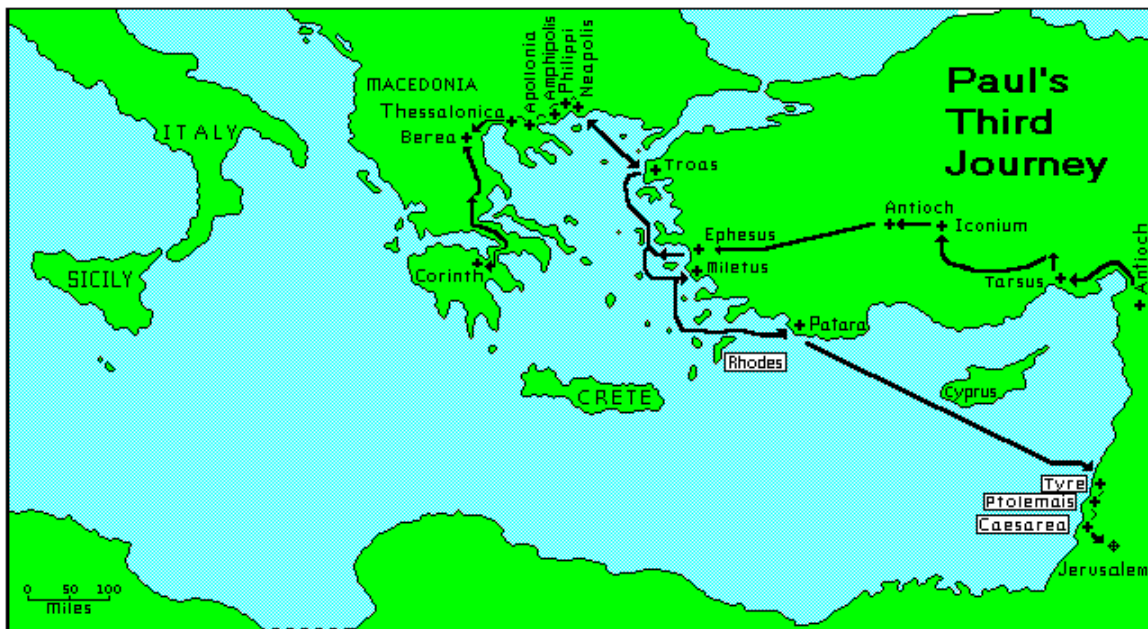 Paul's
Third
Journey
ITALY
MACEDONIA
Thessalonica
Berea
Apollonia
Amphipolis
Philippi
Neapolis
Troas
Antioch
Iconium
Ephesus
Miletus
Corinth
SICILY
Tarsus
Antioch
Patara
Rhodes
CRETE
Cyprus
Tyre
Ptolemais
Caesarea
Jerusalem
0 50 100
Miles